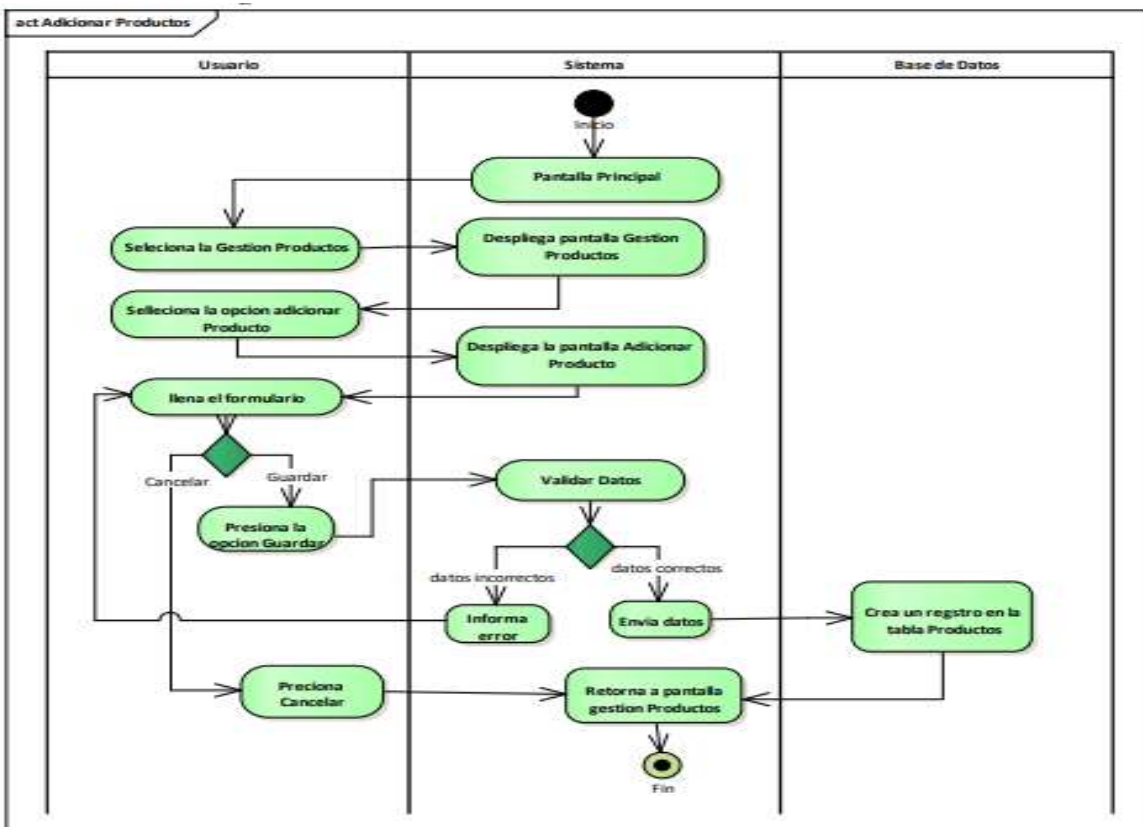 act Adicionar Productos
Usuario
Sistema
Base de Datos
Inicio
Pantalla Principal
Seleciona la Gestion Productos
Despliega pantalla Gestion
Productos
Selleciona la opcion adicionar
Producto
Despliega la pantalla Adicionar
Producto
llena el formulario
Cancelar
Guardar
Validar Datos
Presiona la
opcion Guardar
datos incorrectos
datos correctos
Informa
error
Envia datos
Crea un regstro en la
tabla Productos
Preciona
Cancelar
Retorna a pantalla
gestion Productos
Fin